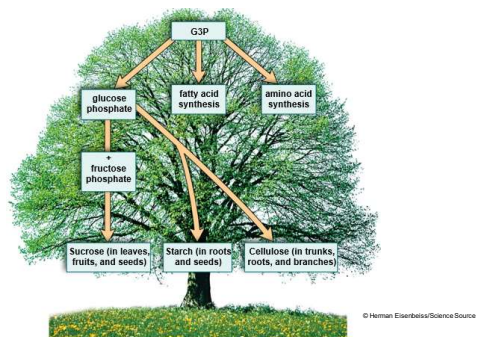 G3P
glucose
phosphate
fatty acid
synthesis
amino acid
synthesis
+
fructose
phosphate
Sucrose (in leaves,
fruits, and seeds)
Starch (in roots
and seeds)
Cellulose (in trunks,
roots, and branches)
© Herman Eisenbeiss/Science Source